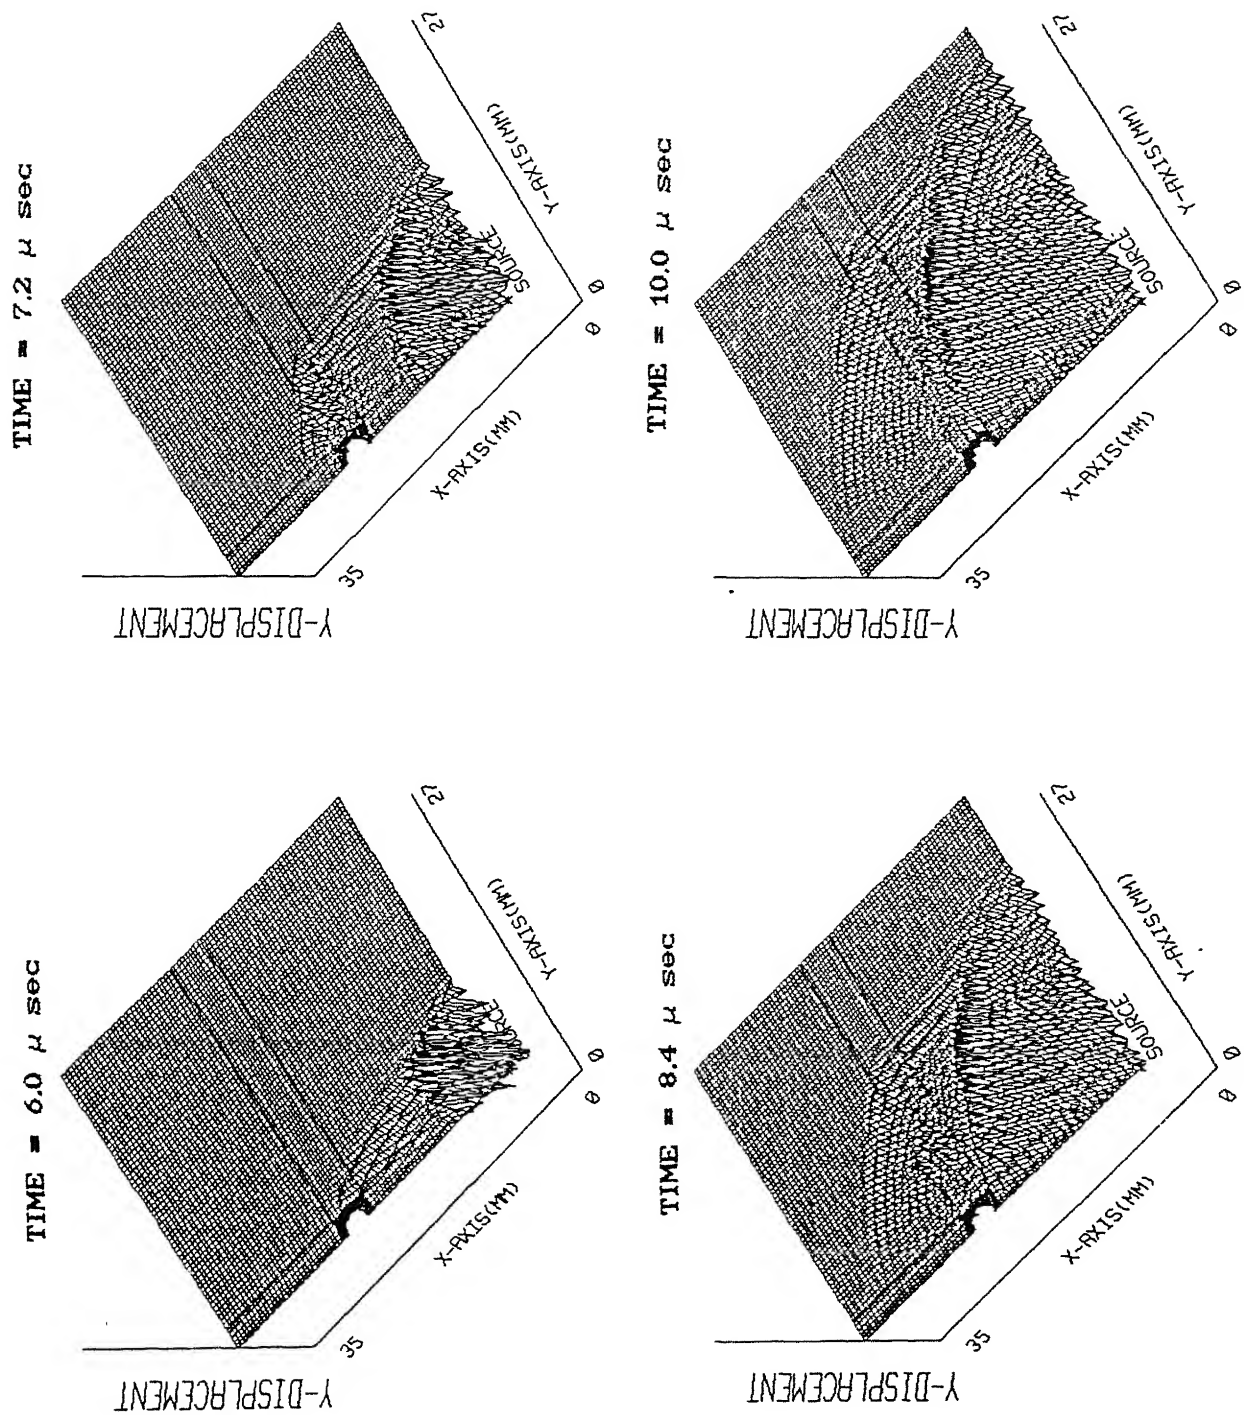 TIME = 6.0 μ sec
Y-DISPLACEMENT
35
X-AXIS(MM)
0
0
Y-AXIS(MM)
27
TIME = 7.2 μ sec
Y-DISPLACEMENT
35
X-AXIS(MM)
0
0
Y-AXIS(MM)
27
SOURCE
TIME = 8.4 μ sec
Y-DISPLACEMENT
35
X-AXIS(MM)
0
0
Y-AXIS(MM)
27
SOURCE
TIME = 10.0 μ sec
Y-DISPLACEMENT
35
X-AXIS(MM)
0
0
Y-AXIS(MM)
27
SOURCE